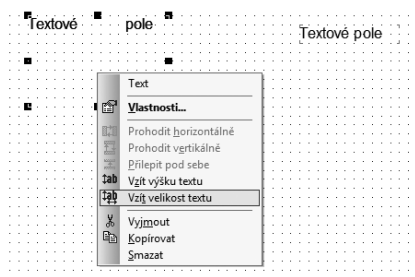 Textové pole
Textové pole
Text
Vlastnosti...
Prohodit horizontálně
Prohodit vertikálně
Přilepit pod sebe
Vzít výšku textu
Vzít velikost textu
Vyjmout
Kopírovat
Smazat